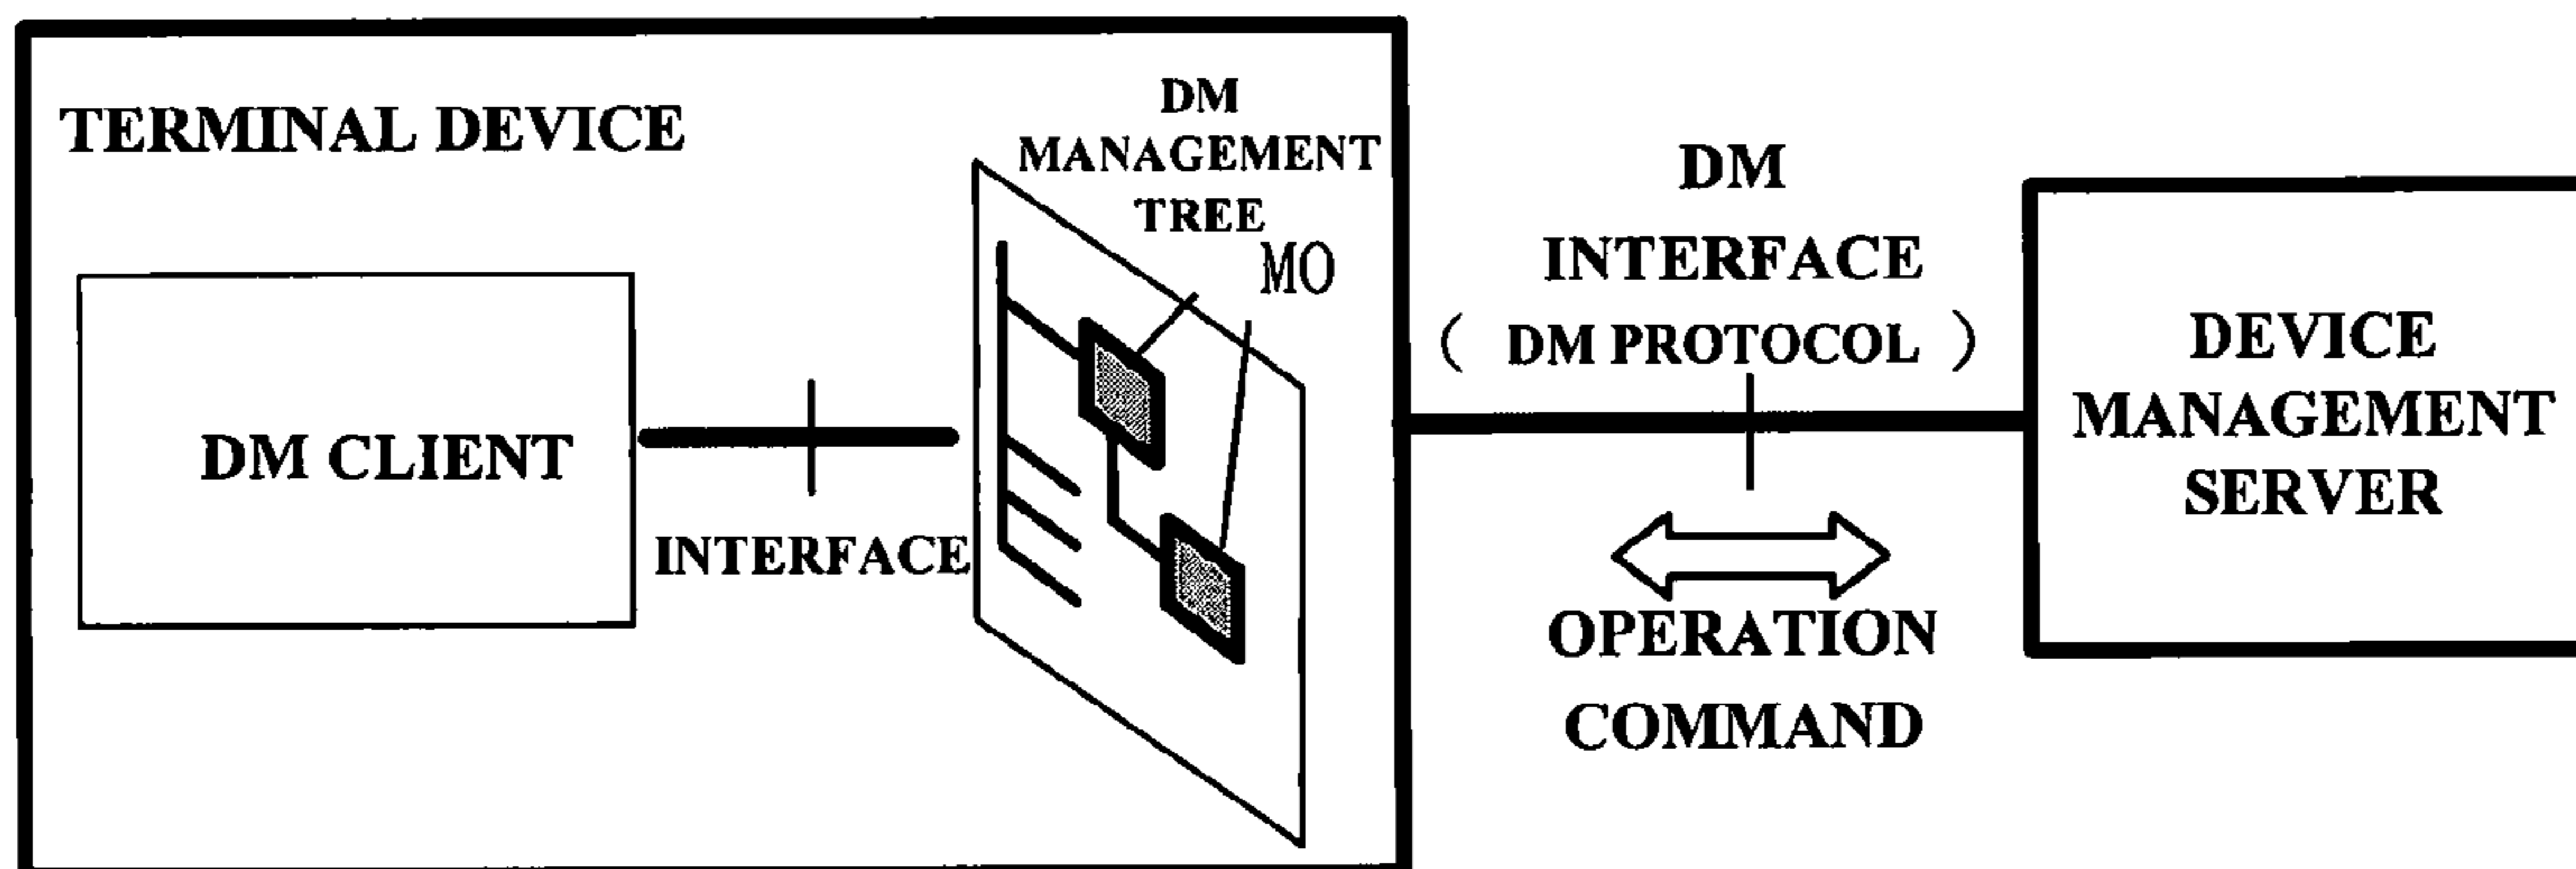 TERMINAL DEVICE
DM
MANAGEMENT
TREE
MO
DM CLIENT
INTERFACE
DM
INTERFACE
( DM PROTOCOL )
OPERATION
COMMAND
DEVICE
MANAGEMENT
SERVER